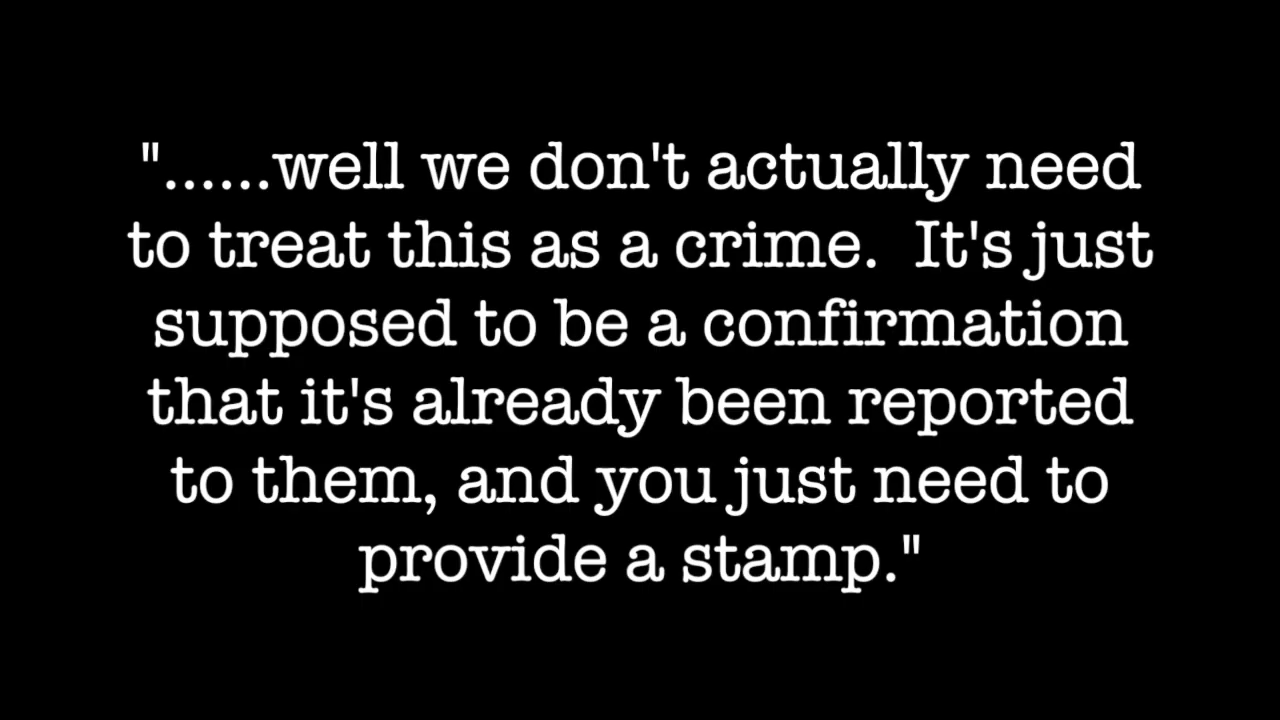 "......well we don't actually need
to treat this as a crime.  It's just
supposed to be a confirmation
that it's already been reported
to them, and you just need to
provide a stamp."